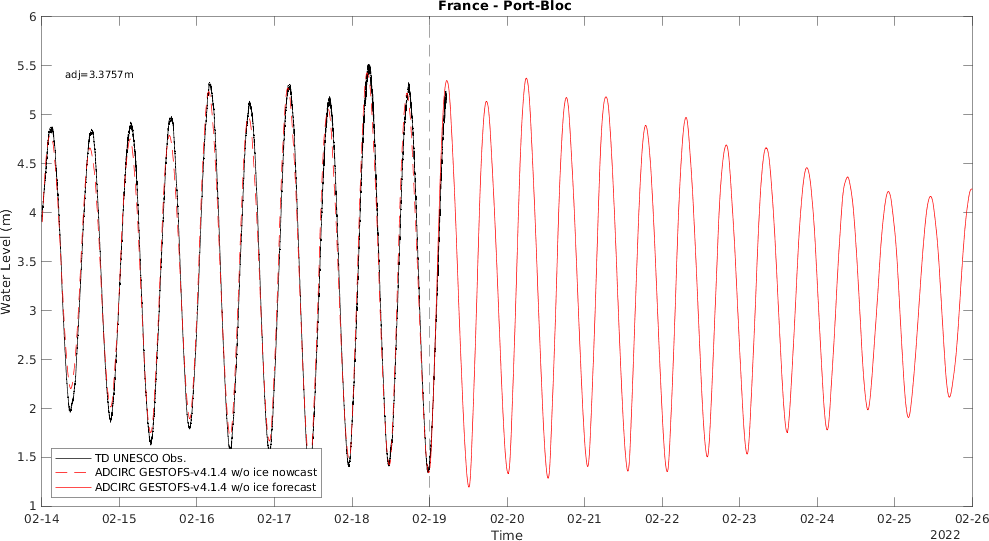 France - Port-Bloc
6
5.5
5
4.5
4
3.5
3
2.5
2
1.5
1
Water Level (m)
adj=3.3757m
TD UNESCO Obs.
ADCIRC GESTOFS-v4.1.4 w/o ice nowcast
ADCIRC GESTOFS-v4.1.4 w/o ice forecast
02-14 02-15 02-16 02-17 02-18 02-19 02-20 02-21 02-22 02-23 02-24 02-25 02-26
Time
2022